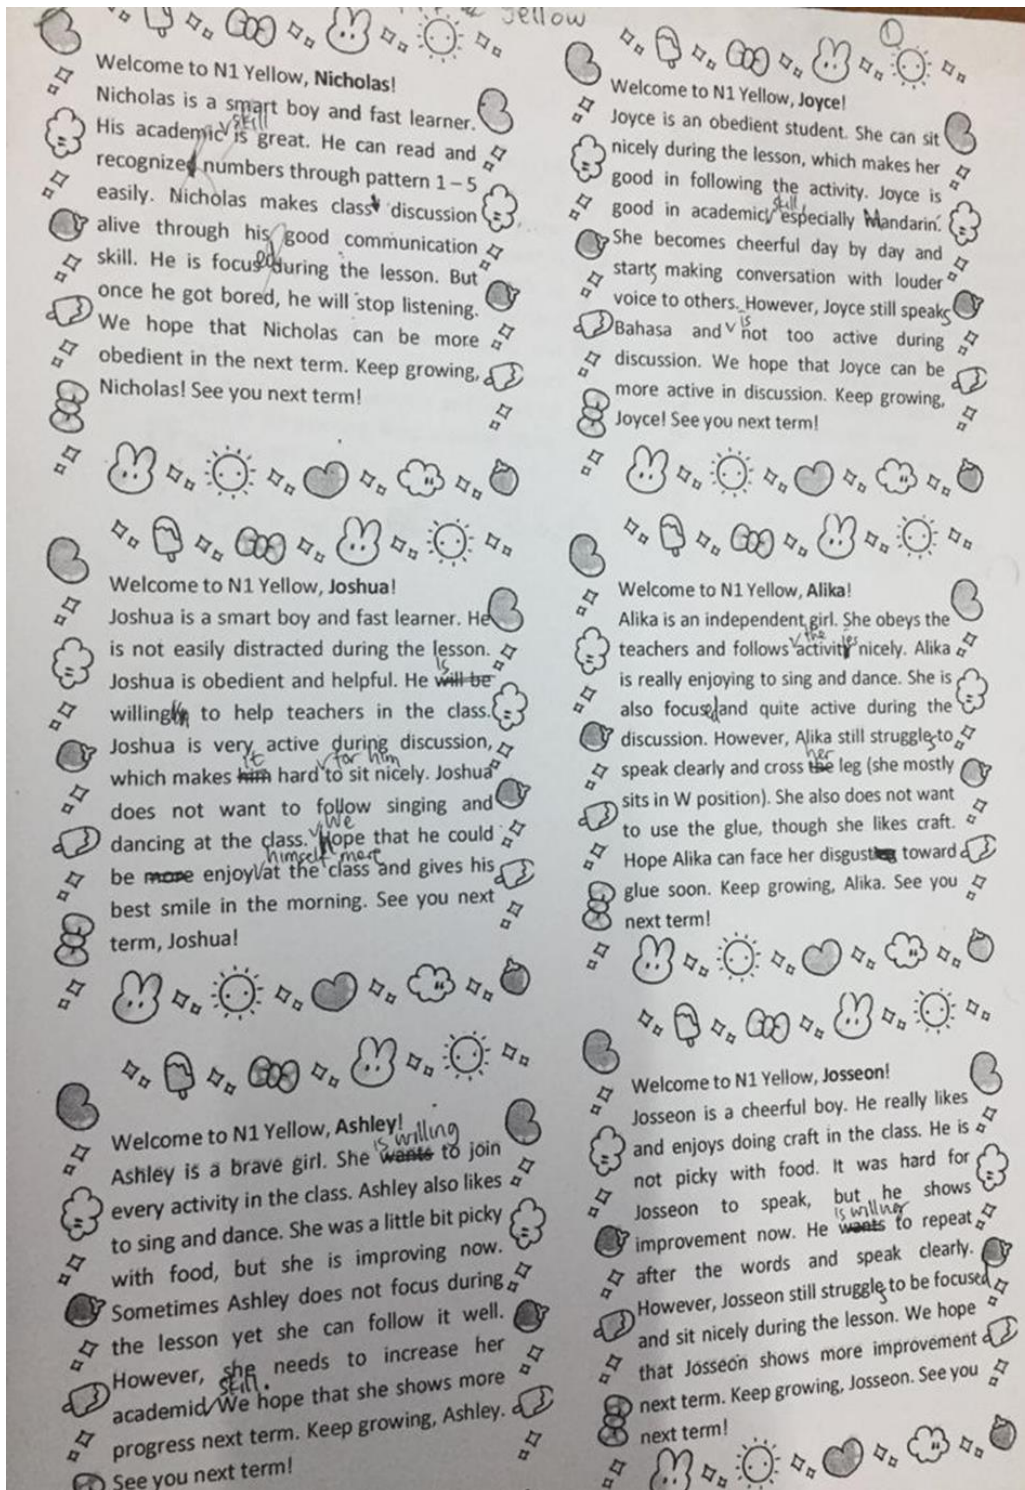 Yellow
Welcome to N1 Yellow, Nicholas!
Nicholas is a smart boy and fast learner.
skill
His academic is great. He can read and
recognized numbers through pattern 1 – 5
easily. Nicholas makes class discussion
alive through his good communication
skill. He is focused during the lesson. But
once he got bored, he will stop listening.
We hope that Nicholas can be more
obedient in the next term. Keep growing,
Nicholas! See you next term!
1
Welcome to N1 Yellow, Joyce!
Joyce is an obedient student. She can sit
nicely during the lesson, which makes her
good in following the activity. Joyce is
skill
good in academic especially Mandarin.
She becomes cheerful day by day and
starts making conversation with louder
voice to others. However, Joyce still speaks
is
Bahasa and not too active during
discussion. We hope that Joyce can be
more active in discussion. Keep growing,
Joyce! See you next term!
Welcome to N1 Yellow, Joshua!
Joshua is a smart boy and fast learner. He
is not easily distracted during the lesson.
is
Joshua is obedient and helpful. He will be
willing to help teachers in the class.
Joshua is very active during discussion,
it for him
which makes him hard to sit nicely. Joshua
does not want to follow singing and
We
dancing at the class. hope that he could
himself more
be more enjoy at the class and gives his
best smile in the morning. See you next
term, Joshua!
Welcome to N1 Yellow, Alika!
Alika is an independent girl. She obeys the
the ies
teachers and follows activity nicely. Alika
is really enjoying to sing and dance. She is
also focused and quite active during the
discussion. However, Alika still struggles to
her
speak clearly and cross the leg (she mostly
sits in W position). She also does not want
to use the glue, though she likes craft.
Hope Alika can face her disgust toward
glue soon. Keep growing, Alika. See you
next term!
Welcome to N1 Yellow, Ashley!
is willing
Ashley is a brave girl. She wants to join
every activity in the class. Ashley also likes
to sing and dance. She was a little bit picky
with food, but she is improving now.
Sometimes Ashley does not focus during
the lesson yet she can follow it well.
However, she needs to increase her
skill.
academic We hope that she shows more
progress next term. Keep growing, Ashley.
See you next term!
Welcome to N1 Yellow, Josseon!
Josseon is a cheerful boy. He really likes
and enjoys doing craft in the class. He is
not picky with food. It was hard for
Josseon to speak, but he shows
is willing
improvement now. He wants to repeat
after the words and speak clearly.
However, Josseon still struggles to be focused
and sit nicely during the lesson. We hope
that Josseon shows more improvement
next term. Keep growing, Josseon. See you
next term!